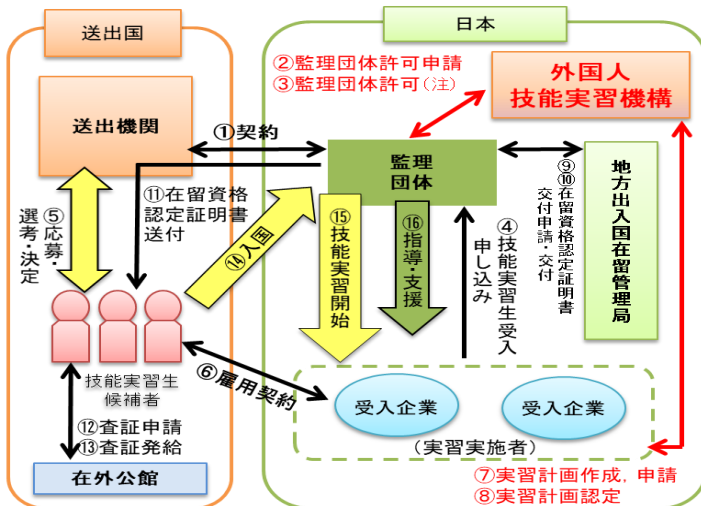 送出国
日本
送出機関
②監理団体許可申請
③監理団体許可(注)
外国人
技能実習機構
①契約
監理
団体
⑤応募・
選考・決定
⑪在留資格
認定証明書
送付
⑭入国
⑮技能実習開始
⑯指導・支援
④技能実習生受入
申し込み
⑨⑩在留資格認定証明書
交付申請・交付
地方出入国在留管理局
技能実習生
候補者
⑥雇用契約
受入企業
受入企業
(実習実施者)
⑫査証申請
⑬査証発給
在外公館
⑦実習計画作成,申請
⑧実習計画認定